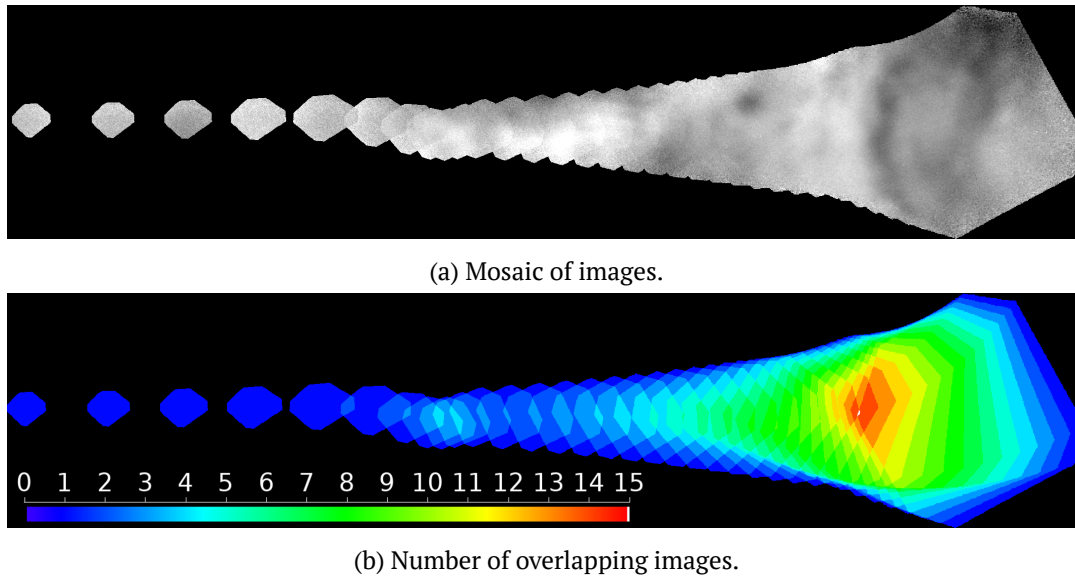 (a) Mosaic of images.
0 1 2 3 4 5 6 7 8 9 10 11 12 13 14 15
(b) Number of overlapping images.